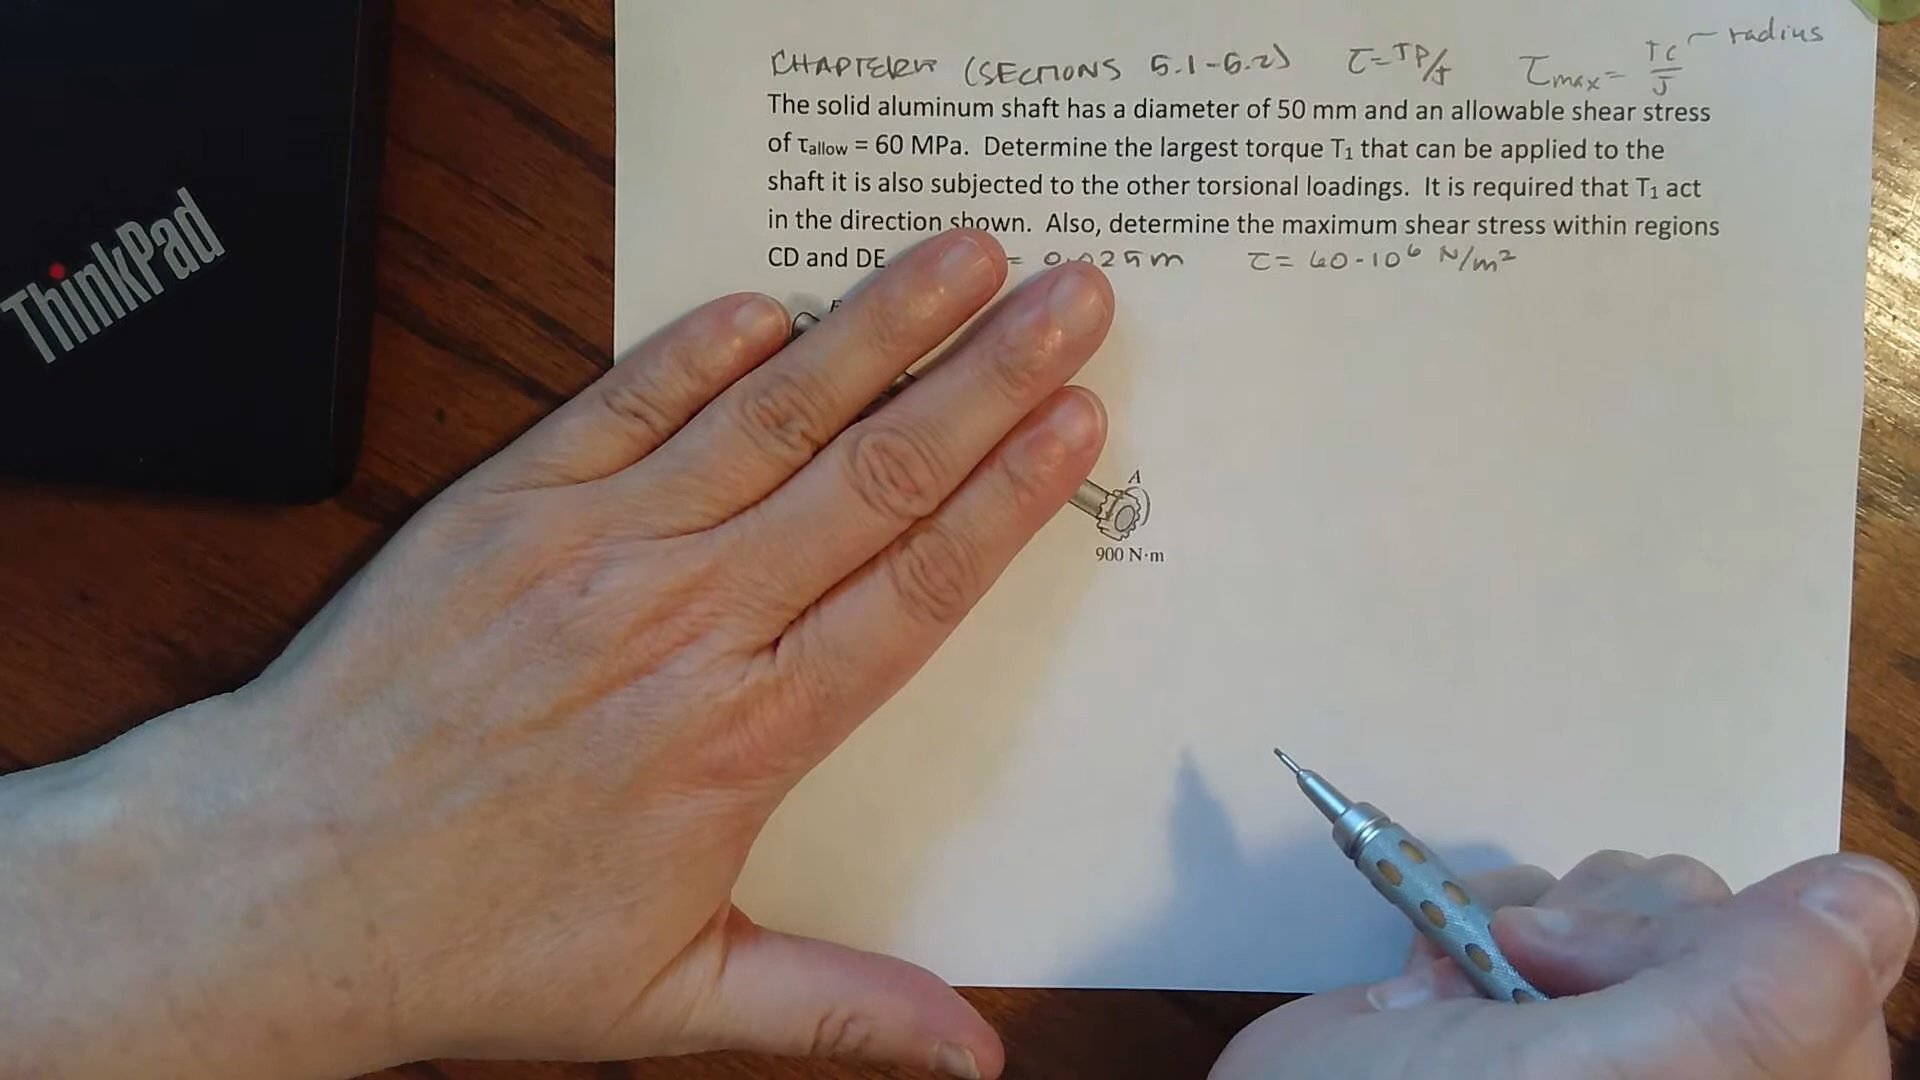 ThinkPad
(SECTIONS 5.1-5.2) τ=Tρ/J τmax= Tc/J radius
The solid aluminum shaft has a diameter of 50 mm and an allowable shear stress
of τallow = 60 MPa. Determine the largest torque T1 that can be applied to the
shaft it is also subjected to the other torsional loadings. It is required that T1 act
in the direction shown. Also, determine the maximum shear stress within regions
CD and DE = 0.025m τ= 60·10⁶ N/m²
A
900 N·m